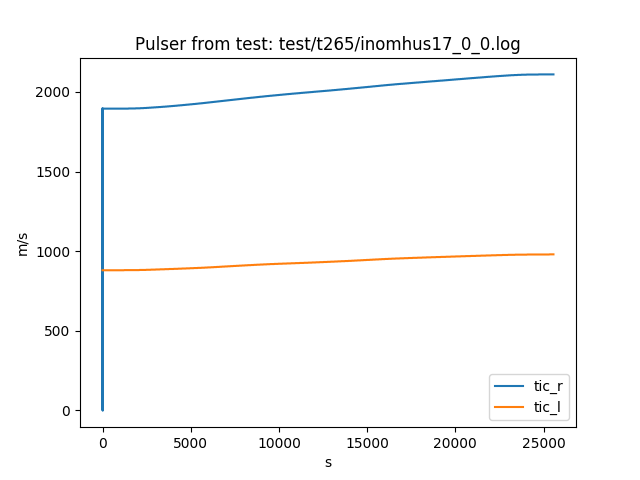 Pulser from test: test/t265/inomhus17_0_0.log
2000
1500
1000
500
0
m/s
0 5000 10000 15000 20000 25000
s
tic_r
tic_l